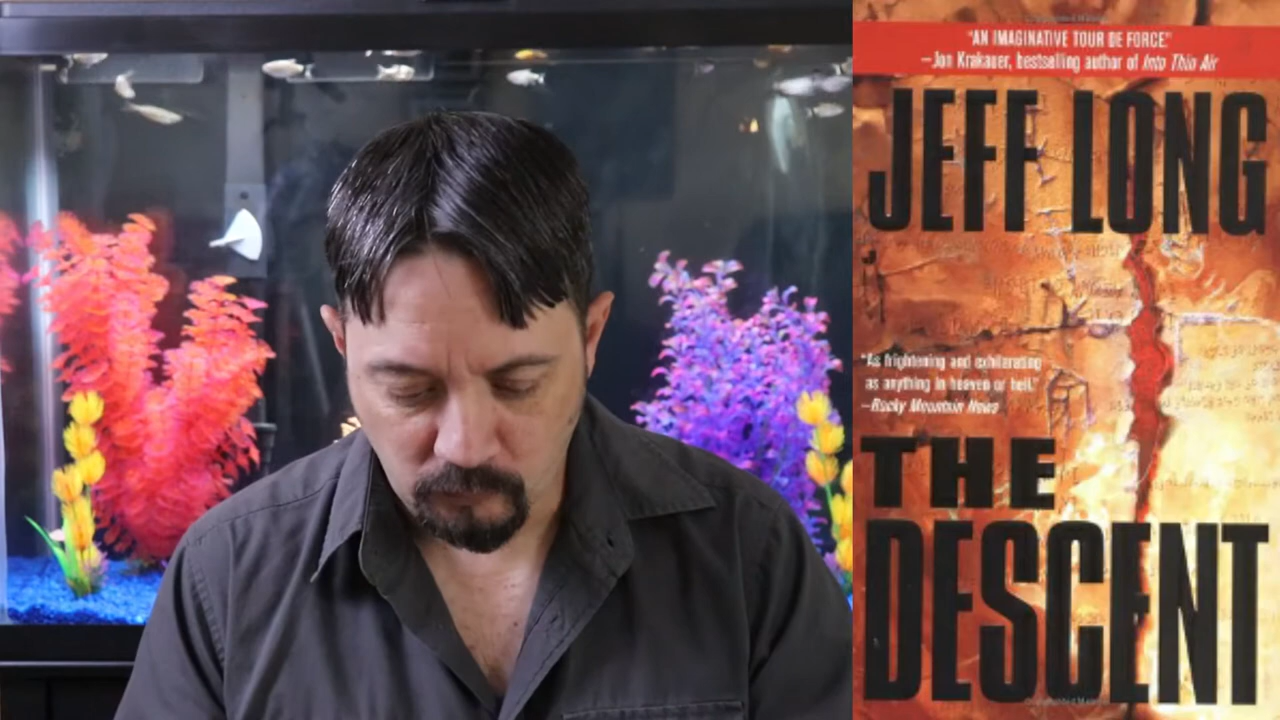 "AN IMAGINATIVE TOUR DE FORCE."
—Jon Krakauer, bestselling author of Into Thin Air
JEFF LONG
"As frightening and exhilarating
as anything in heaven or hell."
—Rocky Mountain News
THE
DESCENT